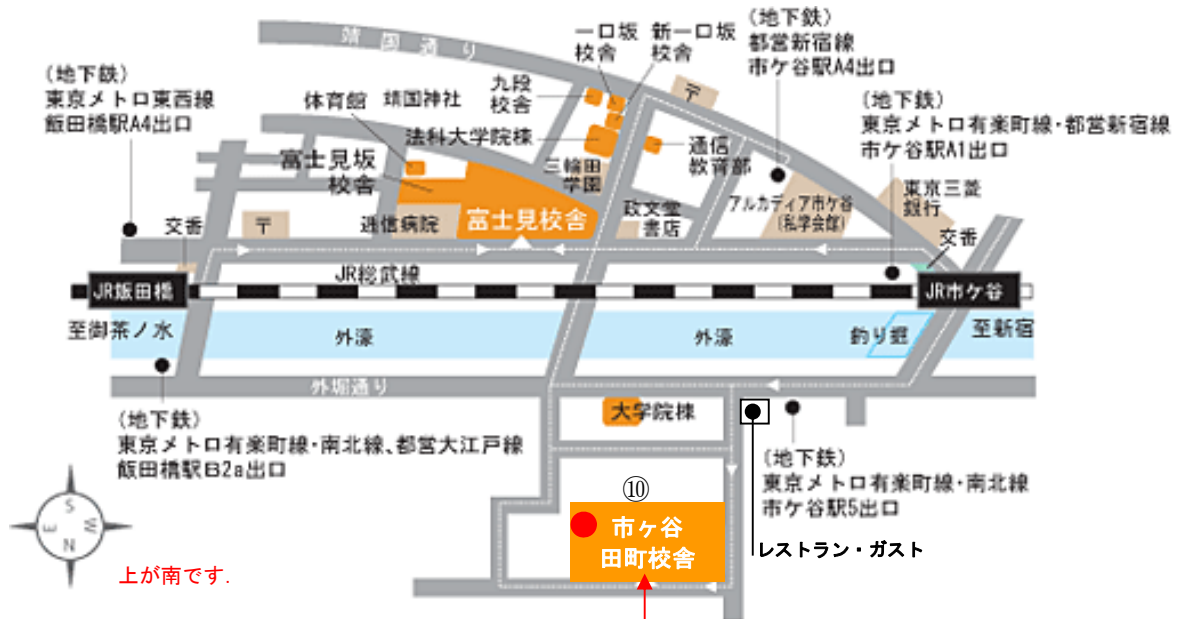 靖国通り
一口坂
校舎
新一口坂
校舎
(地下鉄)
都営新宿線
市ケ谷駅A4出口
(地下鉄)
東京メトロ東西線
飯田橋駅A4出口
体育館
靖国神社
九段
校舎
(地下鉄)
東京メトロ有楽町線・都営新宿線
市ケ谷駅A1出口
〒
法科大学院棟
通信
教育部
富士見坂
校舎
三輪田
学園
東京三菱
銀行
アルカディア市ケ谷
(私学会館)
政文堂
書店
交番
〒
逓信病院
富士見校舎
交番
JR総武線
JR飯田橋
JR市ケ谷
至御茶ノ水
外濠
外濠
釣り堀
至新宿
外堀通り
大学院棟
(地下鉄)
東京メトロ有楽町線・南北線、都営大江戸線
飯田橋駅B2a出口
(地下鉄)
東京メトロ有楽町線・南北線
市ケ谷駅5出口
⑩
市ヶ谷
田町校舎
レストラン・ガスト
S
E
W
N
上が南です.